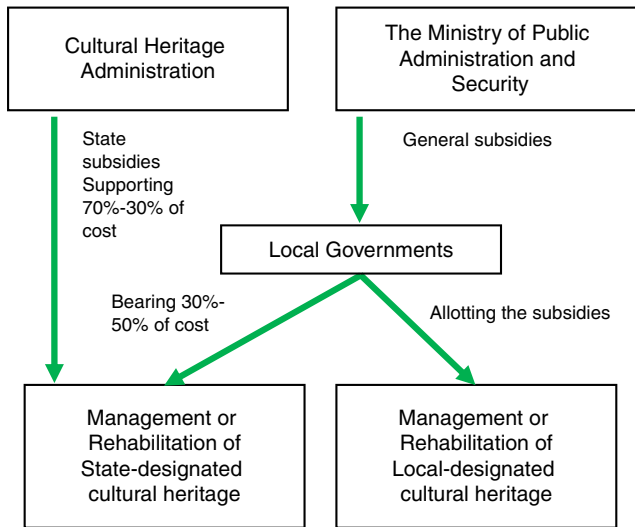 Cultural Heritage
Administration
The Ministry of Public
Administration and
Security
State
subsidies
Supporting
70%-30% of
cost
General subsidies
Local Governments
Bearing 30%-
50% of cost
Allotting the subsidies
Management or
Rehabilitation of
State-designated
cultural heritage
Management or
Rehabilitation of
Local-designated
cultural heritage